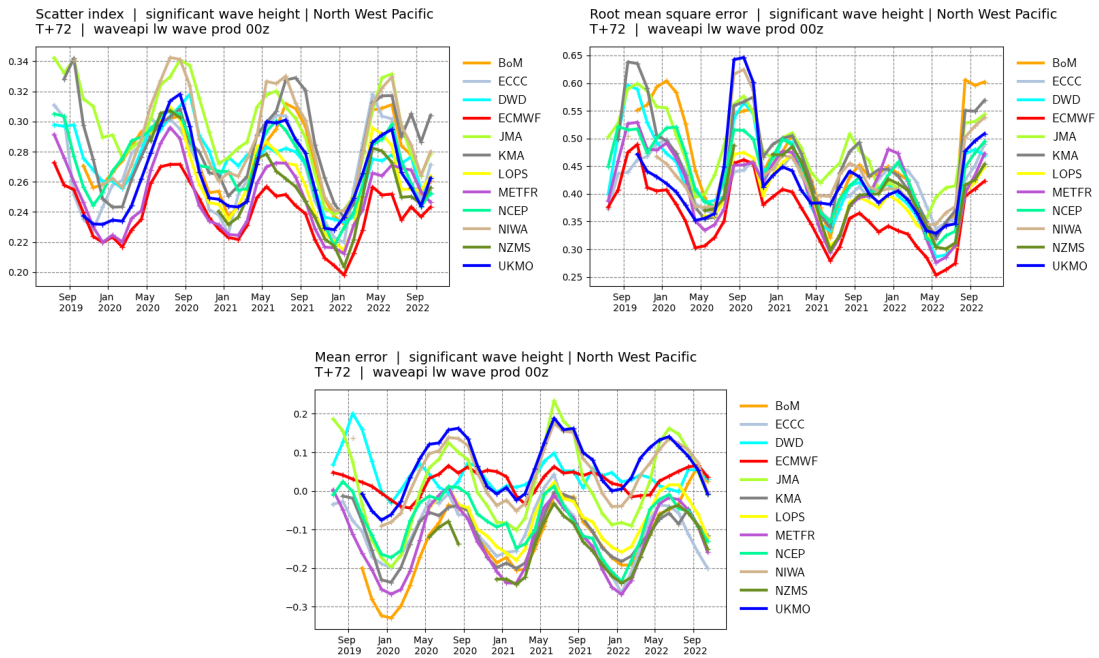 Scatter index | significant wave height | North West Pacific
T+72 | waveapi lw wave prod 00z
0.34
0.32
0.30
0.28
0.26
0.24
0.22
0.20
Sep 2019
Jan 2020
May 2020
Sep 2020
Jan 2021
May 2021
Sep 2021
Jan 2022
May 2022
Sep 2022
BoM
ECCC
DWD
ECMWF
JMA
KMA
LOPS
METFR
NCEP
NIWA
NZMS
UKMO
Root mean square error | significant wave height | North West Pacific
T+72 | waveapi lw wave prod 00z
0.65
0.60
0.55
0.50
0.45
0.40
0.35
0.30
0.25
Sep 2019
Jan 2020
May 2020
Sep 2020
Jan 2021
May 2021
Sep 2021
Jan 2022
May 2022
Sep 2022
BoM
ECCC
DWD
ECMWF
JMA
KMA
LOPS
METFR
NCEP
NIWA
NZMS
UKMO
Mean error | significant wave height | North West Pacific
T+72 | waveapi lw wave prod 00z
0.2
0.1
0.0
−0.1
−0.2
−0.3
Sep 2019
Jan 2020
May 2020
Sep 2020
Jan 2021
May 2021
Sep 2021
Jan 2022
May 2022
Sep 2022
BoM
ECCC
DWD
ECMWF
JMA
KMA
LOPS
METFR
NCEP
NIWA
NZMS
UKMO